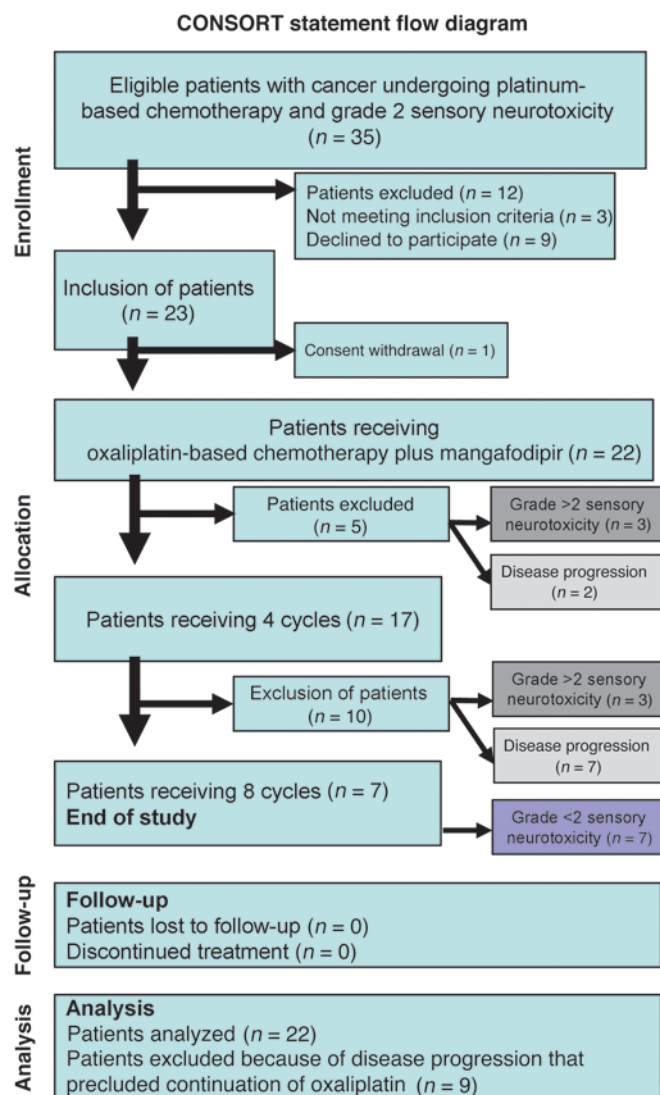 CONSORT statement flow diagram
Enrollment
Eligible patients with cancer undergoing platinum-
based chemotherapy and grade 2 sensory neurotoxicity
(n = 35)
Patients excluded (n = 12)
Not meeting inclusion criteria (n = 3)
Declined to participate (n = 9)
Inclusion of patients
(n = 23)
Consent withdrawal (n = 1)
Allocation
Patients receiving
oxaliplatin-based chemotherapy plus mangafodipir (n = 22)
Patients excluded
(n = 5)
Grade >2 sensory
neurotoxicity (n = 3)
Disease progression
(n = 2)
Patients receiving 4 cycles (n = 17)
Exclusion of patients
(n = 10)
Grade >2 sensory
neurotoxicity (n = 3)
Disease progression
(n = 7)
Patients receiving 8 cycles (n = 7)
End of study
Grade <2 sensory
neurotoxicity (n = 7)
Follow-up
Follow-up
Patients lost to follow-up (n = 0)
Discontinued treatment (n = 0)
Analysis
Analysis
Patients analyzed (n = 22)
Patients excluded because of disease progression that
precluded continuation of oxaliplatin (n = 9)